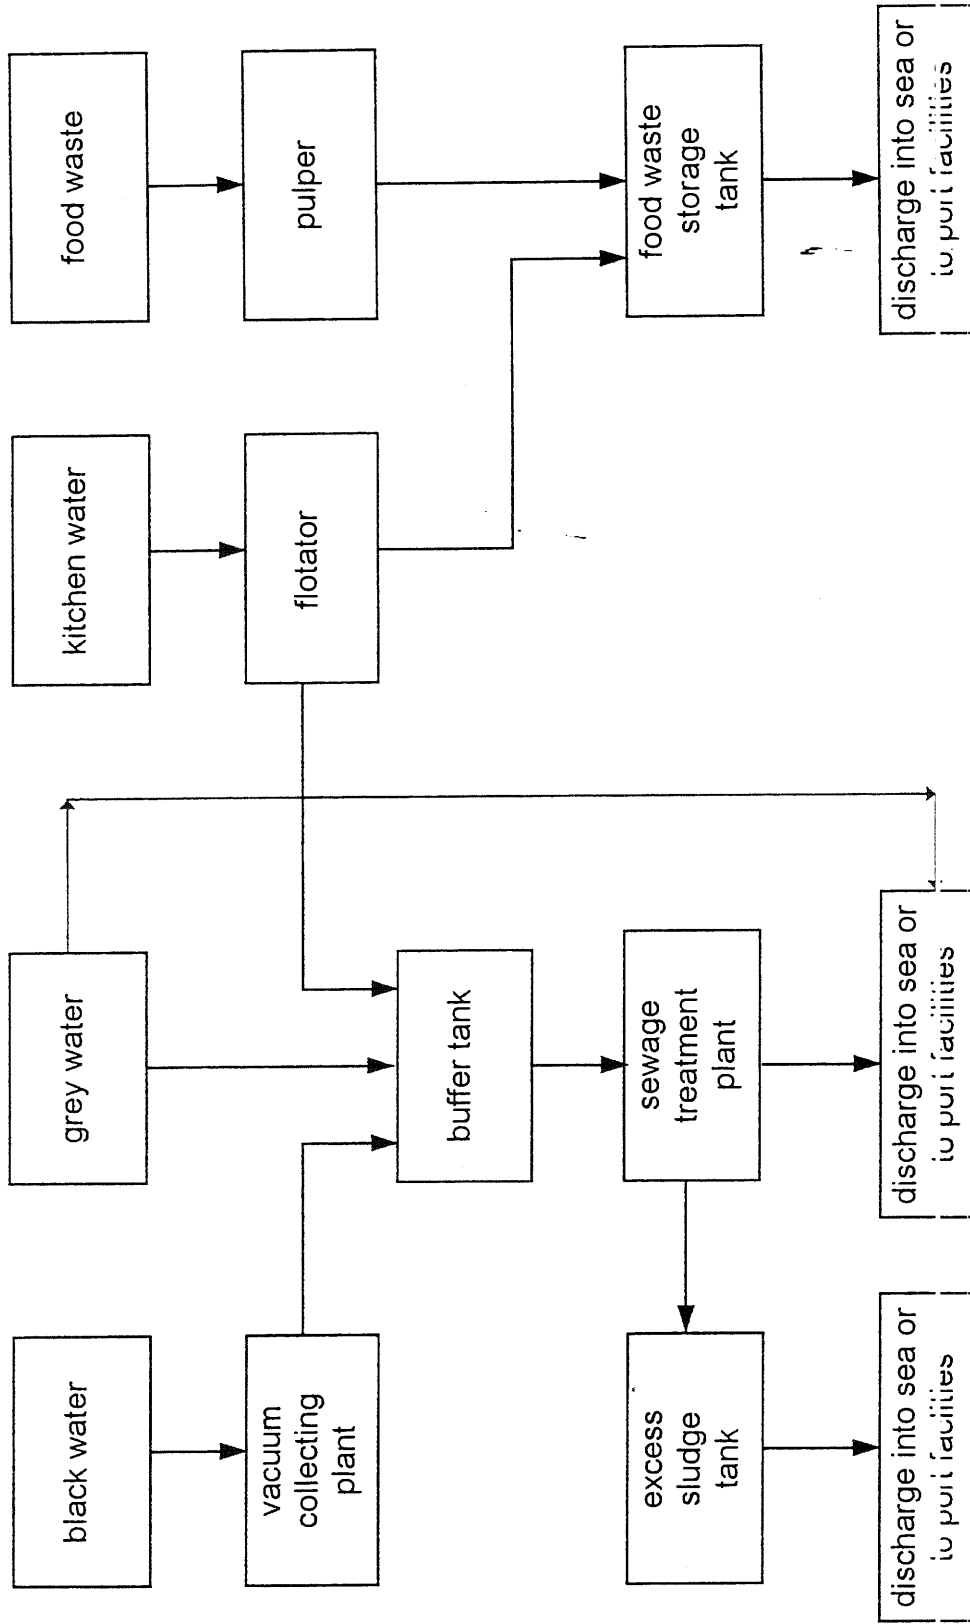 black water
grey water
kitchen water
food waste
vacuum
collecting
plant
flotator
pulper
buffer tank
excess
sludge
tank
sewage
treatment
plant
food waste
storage
tank
discharge into sea or
to port facilities
discharge into sea or
to port facilities
discharge into sea or
to port facilities